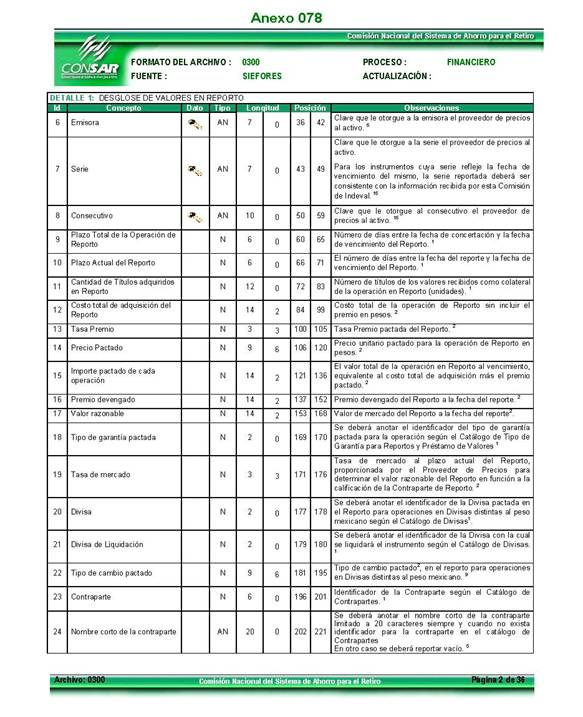 Anexo 078
Comisión Nacional del Sistema de Ahorro para el Retiro
CONSAR
FORMATO DEL ARCHIVO : 0300 PROCESO : FINANCIERO
FUENTE : SIEFORES ACTUALIZACIÓN :
DETALLE 1: DESGLOSE DE VALORES EN REPORTO
Id Concepto Dato Tipo Longitud Posición Observaciones
6 Emisora AN 7 0 36 42 Clave que le otorgue a la emisora el proveedor de precios
al activo. 5
7 Serie AN 7 0 43 49 Clave que le otorgue a la serie el proveedor de precios al
activo.
Para los instrumentos cuya serie refleje la fecha de
vencimiento del mismo, la serie reportada deberá ser
consistente con la información recibida por esta Comisión
de Indeval. 15
8 Consecutivo AN 10 0 50 59 Clave que le otorgue al consecutivo el proveedor de
precios al activo. 15
9 Plazo Total de la Operación de
Reporto N 6 0 60 65 Número de días entre la fecha de concertación y la fecha
de vencimiento del Reporto. 1
10 Plazo Actual del Reporto N 6 0 66 71 El número de días entre la fecha del reporte y la fecha de
vencimiento del Reporto. 1
11 Cantidad de Títulos adquiridos
en Reporto N 12 0 72 83 Número de títulos de los valores recibidos como colateral
de la operación en Reporto (unidades). 1
12 Costo total de adquisición del
Reporto N 14 2 84 99 Costo total de la operación de Reporto sin incluir el
premio en pesos. 2
13 Tasa Premio N 3 3 100 105 Tasa Premio pactada del Reporto. 2
14 Precio Pactado N 9 6 106 120 Precio unitario pactado para la operación de Reporto en
pesos. 2
15 Importe pactado de cada
operación N 14 2 121 136 El valor total de la operación en Reporto al vencimiento,
equivalente al costo total de adquisición más el premio
pactado. 2
16 Premio devengado N 14 2 137 152 Premio devengado del Reporto a la fecha del reporte. 2
17 Valor razonable N 14 2 153 168 Valor de mercado del Reporto a la fecha del reporte2.
18 Tipo de garantía pactada N 2 0 169 170 Se deberá anotar el identificador del tipo de garantía
pactada para la operación según el Catálogo de Tipo de
Garantía para Reportos y Préstamo de Valores 1
19 Tasa de mercado N 3 3 171 176 Tasa de mercado al plazo actual del Reporto,
proporcionada por el Proveedor de Precios para
determinar el valor razonable del Reporto en función a la
calificación de la Contraparte de Reporto. 2
20 Divisa N 2 0 177 178 Se deberá anotar el identificador de la Divisa pactada en
el Reporto para operaciones en Divisas distintas al peso
mexicano según el Catálogo de Divisas1.
21 Divisa de Liquidación N 2 0 179 180 Se deberá anotar el identificador de la Divisa con la cual
se liquidará el instrumento según el Catálogo de Divisas.
1
22 Tipo de cambio pactado N 9 6 181 195 Tipo de cambio pactado2, en el reporto para operaciones
en Divisas distintas al peso mexicano. 9
23 Contraparte N 6 0 196 201 Identificador de la Contraparte según el Catálogo de
Contrapartes. 1
24 Nombre corto de la contraparte AN 20 0 202 221 Se deberá anotar el nombre corto de la contraparte
limitado a 20 caracteres siempre y cuando no exista
identificador para la contraparte en el catálogo de
Contrapartes
En otro caso se deberá reportar vacío. 5
Archivo: 0300 Comisión Nacional del Sistema de Ahorro para el Retiro Página 2 de 36